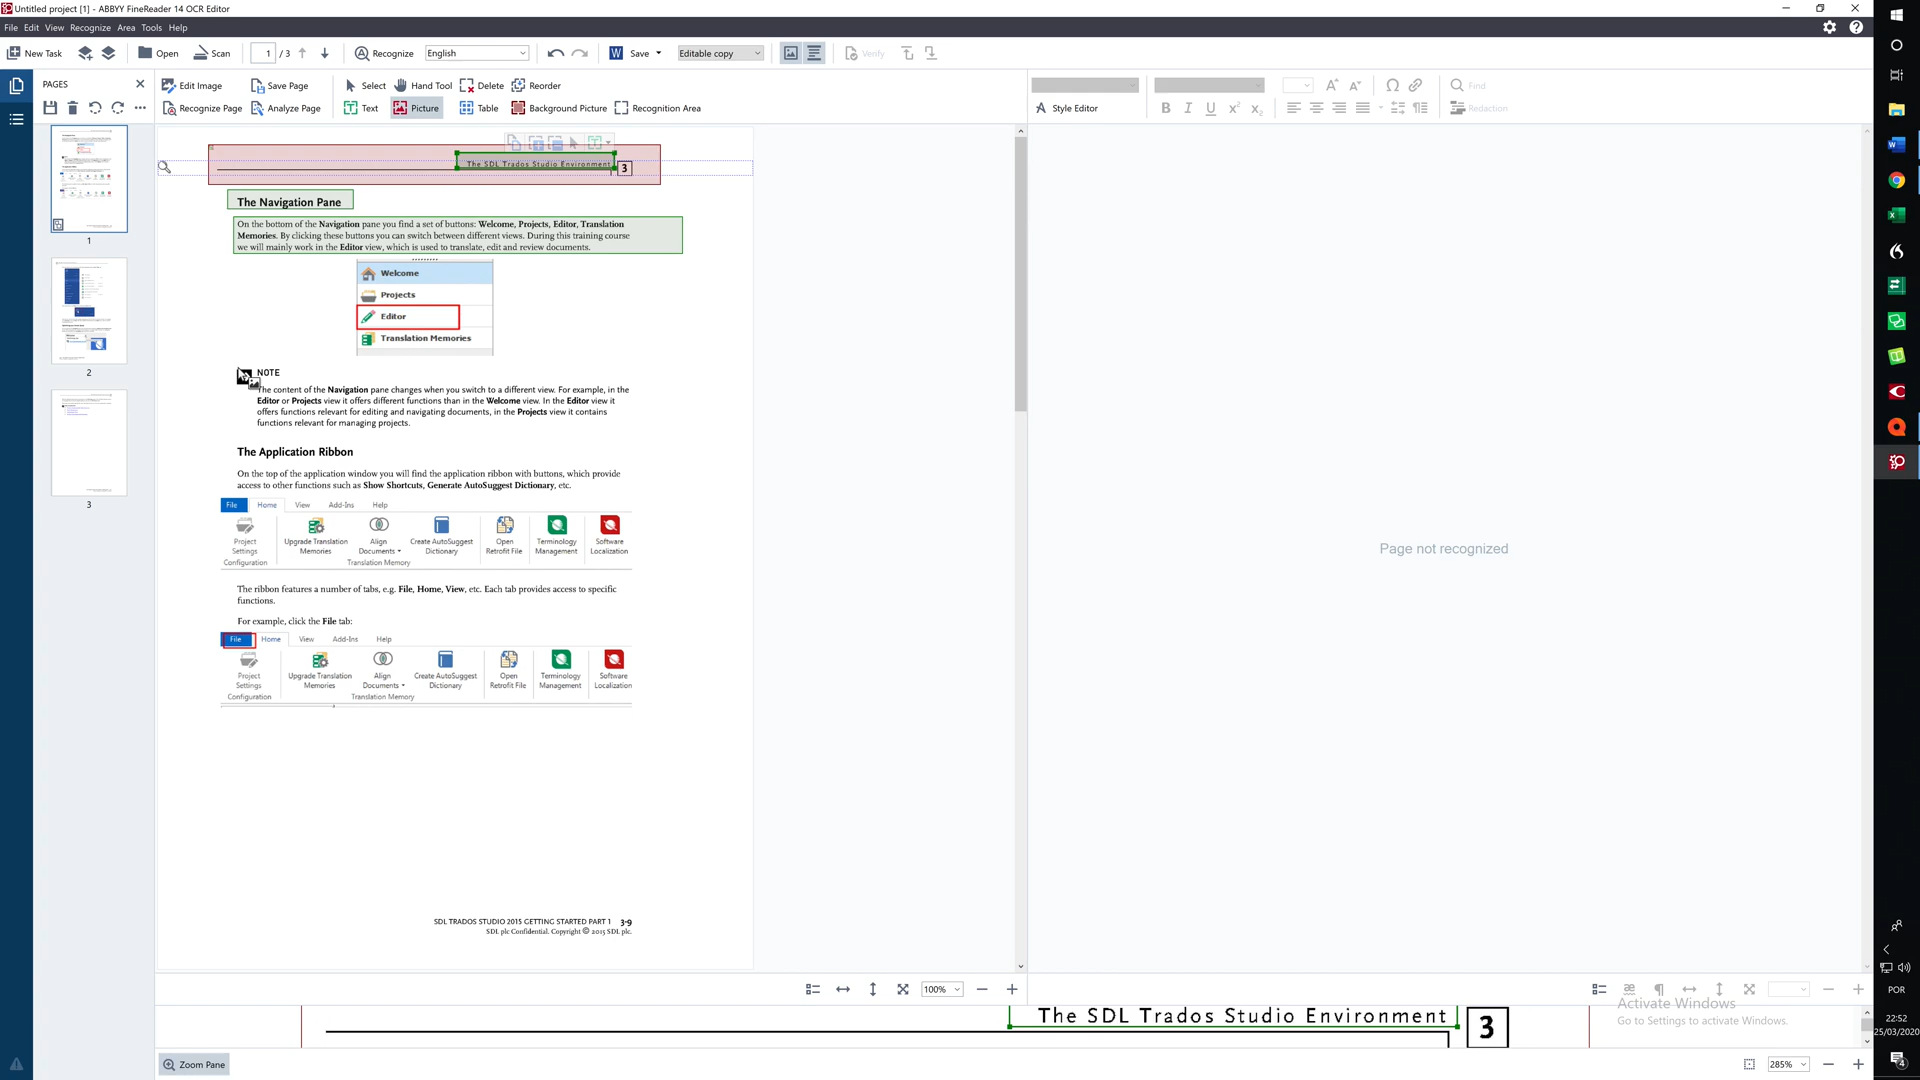 Untitled project [1] - ABBYY FineReader 14 OCR Editor
File Edit View Recognize Area Tools Help
New Task Open Scan 1 / 3 Recognize English Save Editable copy Verify
PAGES
Edit Image Save Page Select Hand Tool Delete Reorder
Recognize Page Analyze Page Text Picture Table Background Picture Recognition Area
Find
Style Editor B I U X² X₂ Redaction
1
2
3
The SDL Trados Studio Environment 3
The Navigation Pane
On the bottom of the Navigation pane you find a set of buttons: Welcome, Projects, Editor, Translation
Memories. By clicking these buttons you can switch between different views. During this training course
we will mainly work in the Editor view, which is used to translate, edit and review documents.
Welcome
Projects
Editor
Translation Memories
NOTE
The content of the Navigation pane changes when you switch to a different view. For example, in the
Editor or Projects view it offers different functions than in the Welcome view. In the Editor view it
offers functions relevant for editing and navigating documents, in the Projects view it contains
functions relevant for managing projects.
The Application Ribbon
On the top of the application window you will find the application ribbon with buttons, which provide
access to other functions such as Show Shortcuts, Generate AutoSuggest Dictionary, etc.
File Home View Add-Ins Help
Project Upgrade Translation Align Create AutoSuggest Open Terminology Software
Settings Memories Documents Dictionary Retrofit File Management Localization
Configuration Translation Memory
The ribbon features a number of tabs, e.g. File, Home, View, etc. Each tab provides access to specific
functions.
For example, click the File tab:
File Home View Add-Ins Help
Project Upgrade Translation Align Create AutoSuggest Open Terminology Software
Settings Memories Documents Dictionary Retrofit File Management Localization
Configuration Translation Memory
SDL TRADOS STUDIO 2015 GETTING STARTED PART 1 3-9
SDL plc Confidential. Copyright © 2015 SDL plc.
Page not recognized
100%
The SDL Trados Studio Environment 3
Activate Windows
Go to Settings to activate Windows.
Zoom Pane
285%
POR
22:52
25/03/2020
4